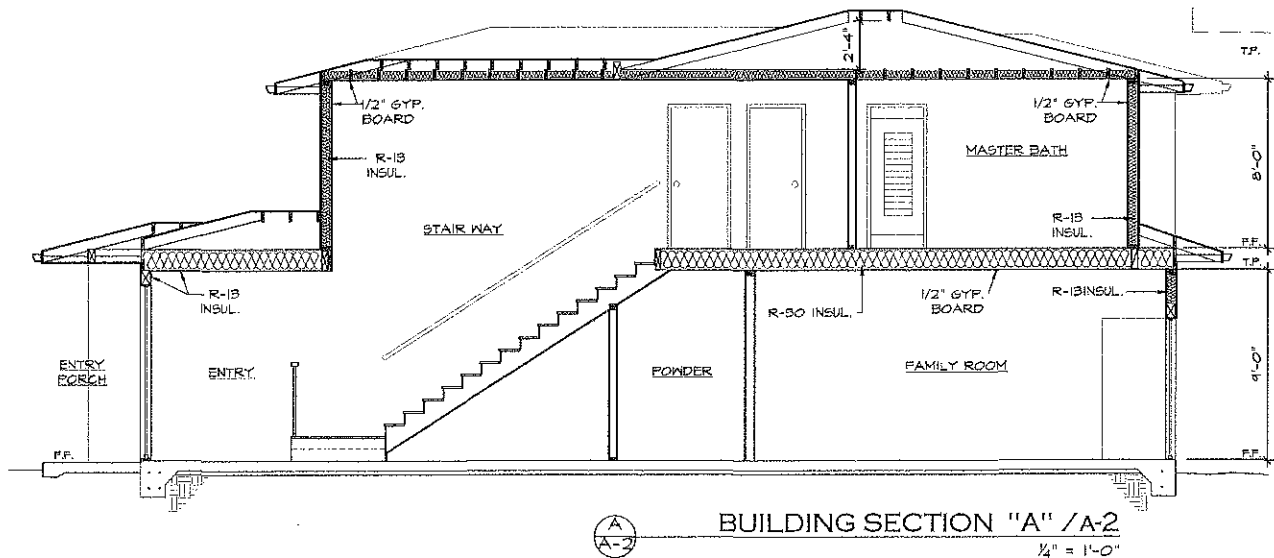 2'-4"
T.P.
1/2" GYP.
BOARD
1/2" GYP.
BOARD
R-13
INSUL.
MASTER BATH
8'-0"
STAIR WAY
R-13
INSUL.
F.F.
T.P.
R-13
INSUL.
R-30 INSUL.
1/2" GYP.
BOARD
R-13INSUL.
ENTRY
PORCH
ENTRY
POWDER
FAMILY ROOM
9'-0"
F.F.
F.F.
A
A-2
BUILDING SECTION "A" / A-2
1/4" = 1'-0"